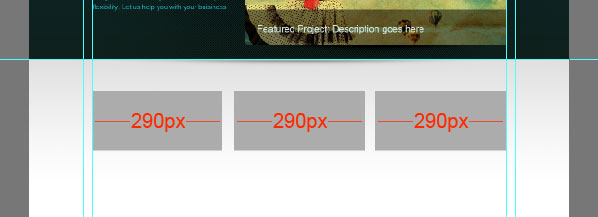 flexibility. Let us help you with your business
Featured Project: Description goes here
290px
290px
290px